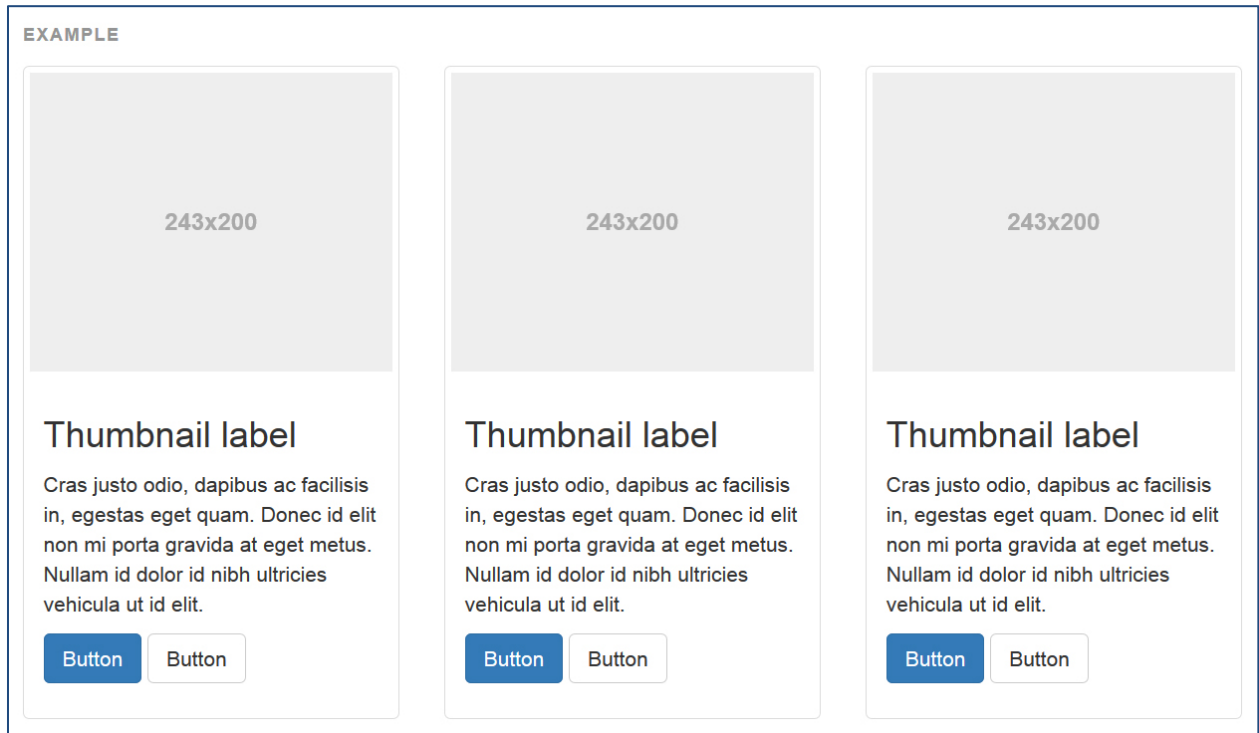 EXAMPLE
243x200
Thumbnail label
Cras justo odio, dapibus ac facilisis
in, egestas eget quam. Donec id elit
non mi porta gravida at eget metus.
Nullam id dolor id nibh ultricies
vehicula ut id elit.
Button Button
243x200
Thumbnail label
Cras justo odio, dapibus ac facilisis
in, egestas eget quam. Donec id elit
non mi porta gravida at eget metus.
Nullam id dolor id nibh ultricies
vehicula ut id elit.
Button Button
243x200
Thumbnail label
Cras justo odio, dapibus ac facilisis
in, egestas eget quam. Donec id elit
non mi porta gravida at eget metus.
Nullam id dolor id nibh ultricies
vehicula ut id elit.
Button Button